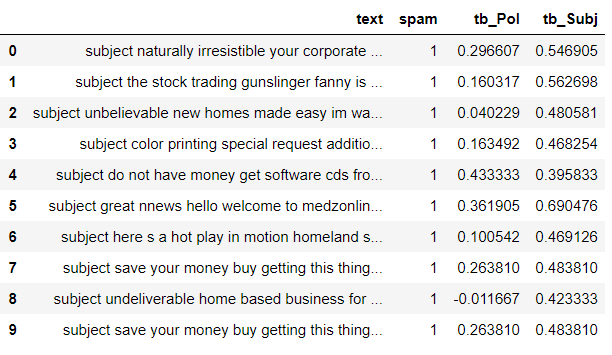 text spam tb_Pol tb_Subj
0 subject naturally irresistible your corporate ... 1 0.296607 0.546905
1 subject the stock trading gunslinger fanny is ... 1 0.160317 0.562698
2 subject unbelievable new homes made easy im wa... 1 0.040229 0.480581
3 subject color printing special request additio... 1 0.163492 0.468254
4 subject do not have money get software cds fro... 1 0.433333 0.395833
5 subject great nnews hello welcome to medzonlin... 1 0.361905 0.690476
6 subject here s a hot play in motion homeland s... 1 0.100542 0.469126
7 subject save your money buy getting this thing... 1 0.263810 0.483810
8 subject undeliverable home based business for ... 1 -0.011667 0.423333
9 subject save your money buy getting this thing... 1 0.263810 0.483810